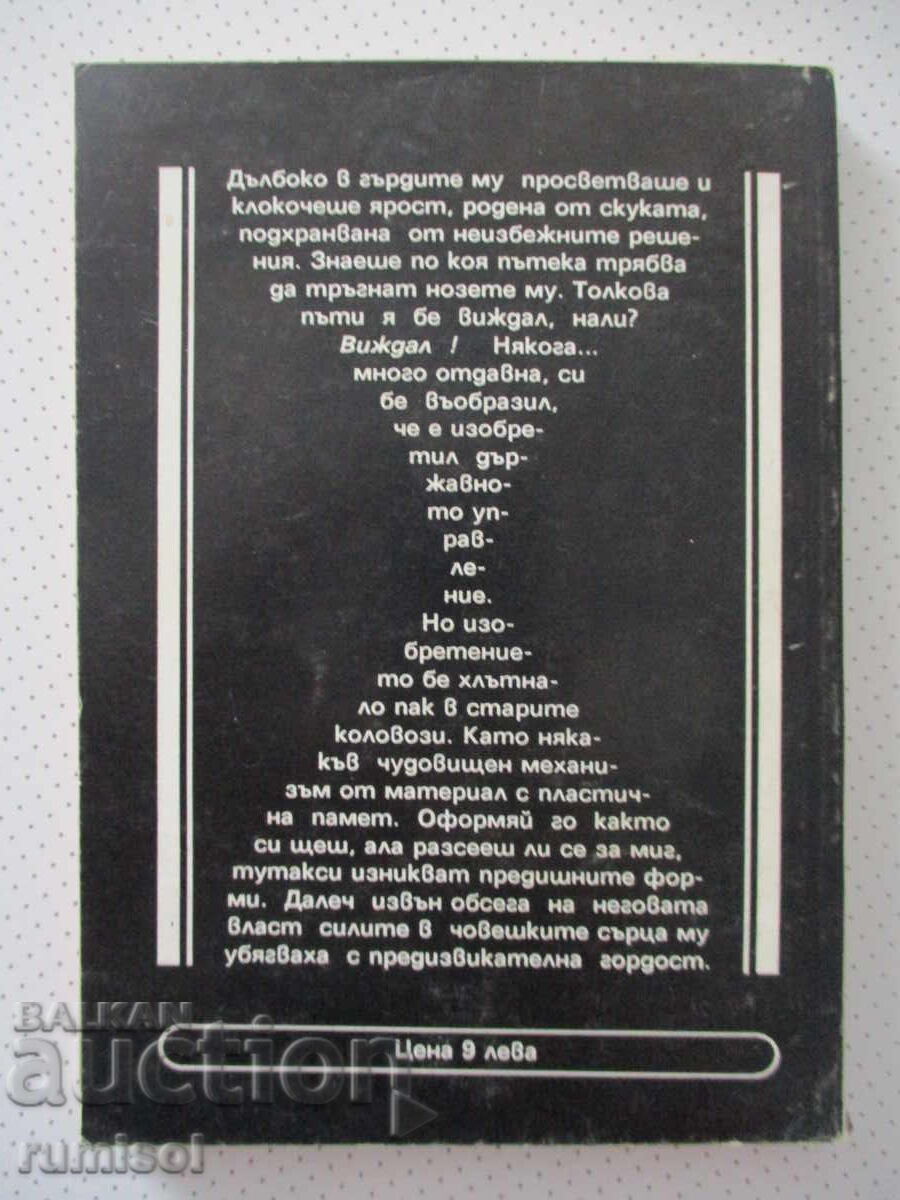 Дълбоко в гърдите му просветваше и
клокочеше ярост, родена от скуката,
подхранвана от неизбежните реше-
ния. Знаеше по коя пътека трябва
да тръгнат нозете му. Толкова
пъти я бе виждал, нали?
Виждал ! Някога...
много отдавна, си
бе въобразил,
че е изобре-
тил дър-
жавно-
то уп-
рав-
ле-
ние.
Но изо-
бретение-
то бе хлътна-
ло пак в старите
коловози. Като няка-
къв чудовищен механи-
зъм от материал с пластич-
на памет. Оформяй го както
си щеш, ала разсееш ли се за миг,
тутакси изникват предишните фор-
ми. Далеч извън обсега на неговата
власт силите в човешките сърца му
убягваха с предизвикателна гордост.
Цена 9 лева
BALKAN
auction
rumisol